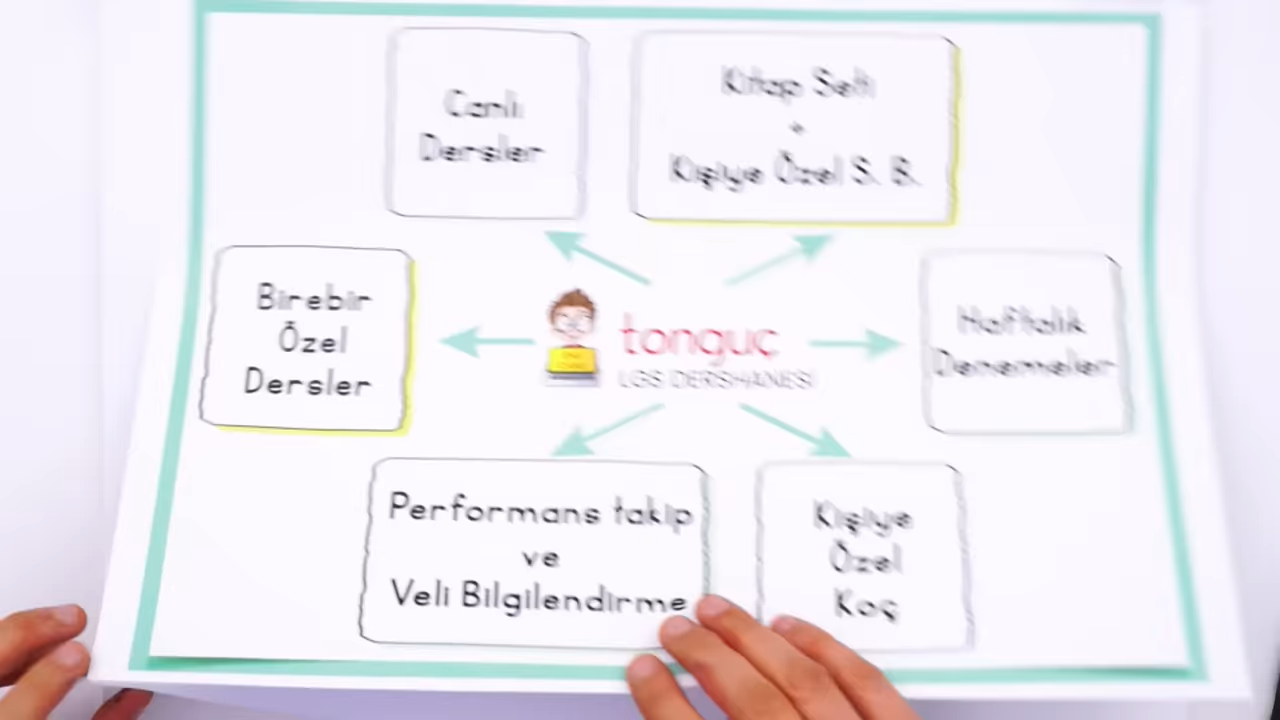 Canlı
Dersler
Kitap Seti
+
Kişiye Özel S. B.
Birebir
Özel
Dersler
tonguç
LGS DERSHANESİ
Haftalık
Denemeler
Performans takip
ve
Veli Bilgilendirme
Kişiye
Özel
Koç